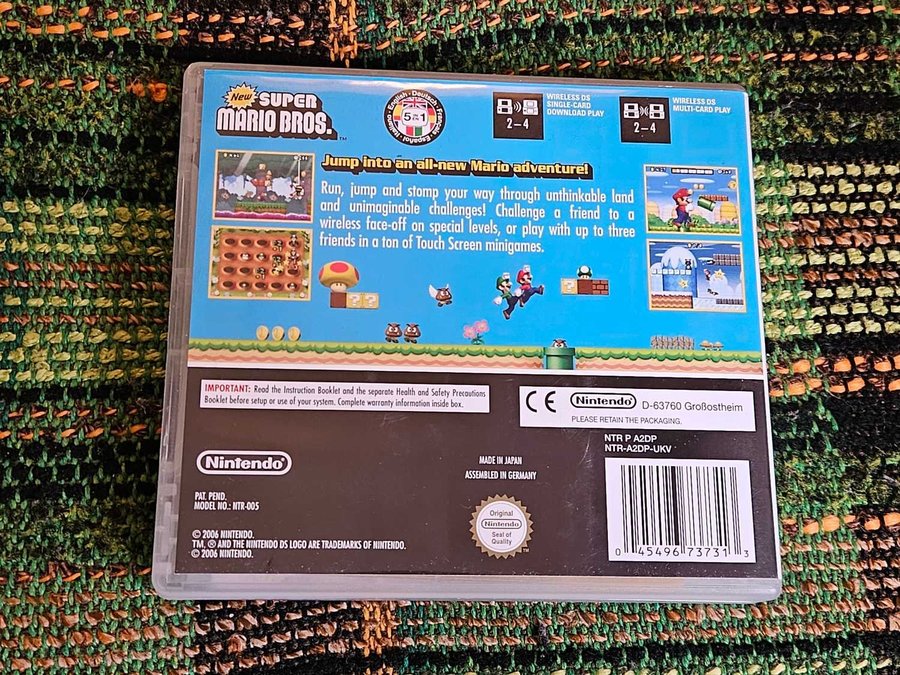 New
SUPER
MARIO BROS.™
English • Deutsch • Français • Español • Italiano
5 in 1
2-4
WIRELESS DS
SINGLE-CARD
DOWNLOAD PLAY
2-4
WIRELESS DS
MULTI-CARD PLAY
Jump into an all-new Mario adventure!
Run, jump and stomp your way through unthinkable land
and unimaginable challenges! Challenge a friend to a
wireless face-off on special levels, or play with up to three
friends in a ton of Touch Screen minigames.
IMPORTANT: Read the Instruction Booklet and the separate Health and Safety Precautions
Booklet before setup or use of your system. Complete warranty information inside box.
CE Nintendo D-63760 Großostheim
PLEASE RETAIN THE PACKAGING.
NTR P A2DP
NTR-A2DP-UKV
Nintendo®
MADE IN JAPAN
ASSEMBLED IN GERMANY
PAT. PEND.
MODEL NO.: NTR-005
Original
Nintendo
Seal of
Quality
™
© 2006 NINTENDO.
TM, ® AND THE NINTENDO DS LOGO ARE TRADEMARKS OF NINTENDO.
© 2006 NINTENDO.
0 45496 73731 3